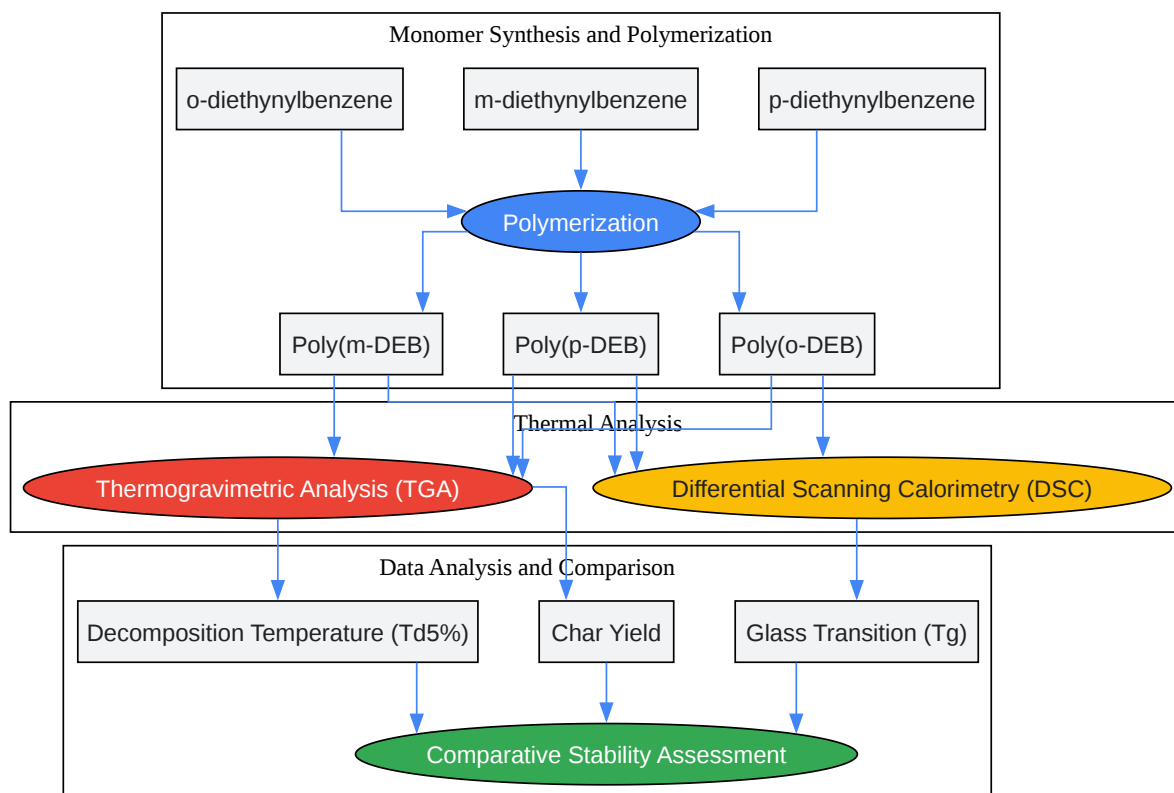 Monomer Synthesis and Polymerization
o-diethynylbenzene
m-diethynylbenzene
p-diethynylbenzene
Polymerization
Poly(m-DEB)
Poly(p-DEB)
Poly(o-DEB)
Thermal Analysis
Thermogravimetric Analysis (TGA)
Differential Scanning Calorimetry (DSC)
Data Analysis and Comparison
Decomposition Temperature (Td5%)
Char Yield
Glass Transition (Tg)
Comparative Stability Assessment